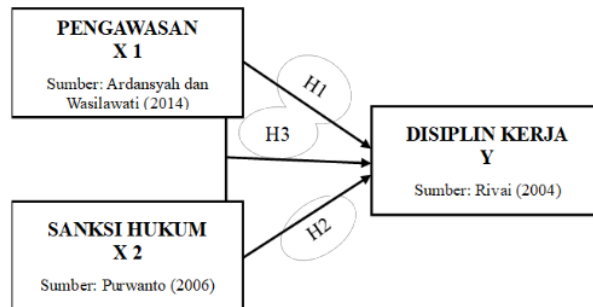 PENGAWASAN
X 1
Sumber: Ardansyah dan
Wasilawati (2014)
H1
H3
DISIPLIN KERJA
Y
Sumber: Rivai (2004)
SANKSI HUKUM
X 2
Sumber: Purwanto (2006)
H2